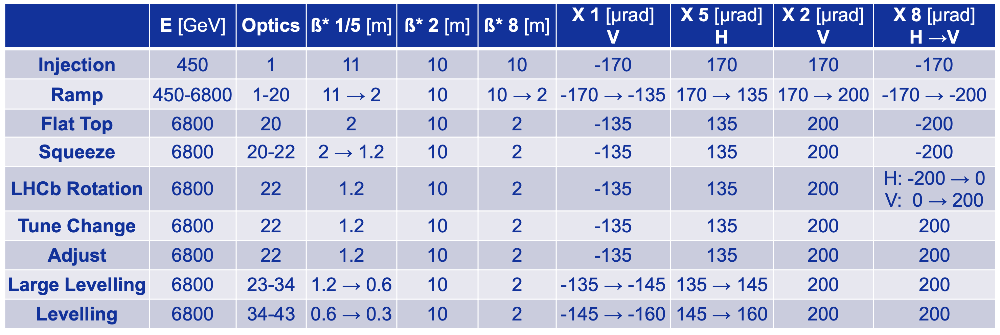 E [GeV] Optics ß* 1/5 [m] ß* 2 [m] ß* 8 [m] X 1 [µrad] V X 5 [µrad] H X 2 [µrad] V X 8 [µrad] H →V
Injection 450 1 11 10 10 -170 170 170 -170
Ramp 450-6800 1-20 11 → 2 10 10 → 2 -170 → -135 170 → 135 170 → 200 -170 → -200
Flat Top 6800 20 2 10 2 -135 135 200 -200
Squeeze 6800 20-22 2 → 1.2 10 2 -135 135 200 -200
LHCb Rotation 6800 22 1.2 10 2 -135 135 200 H: -200 → 0
V: 0 → 200
Tune Change 6800 22 1.2 10 2 -135 135 200 200
Adjust 6800 22 1.2 10 2 -135 135 200 200
Large Levelling 6800 23-34 1.2 → 0.6 10 2 -135 → -145 135 → 145 200 200
Levelling 6800 34-43 0.6 → 0.3 10 2 -145 → -160 145 → 160 200 200